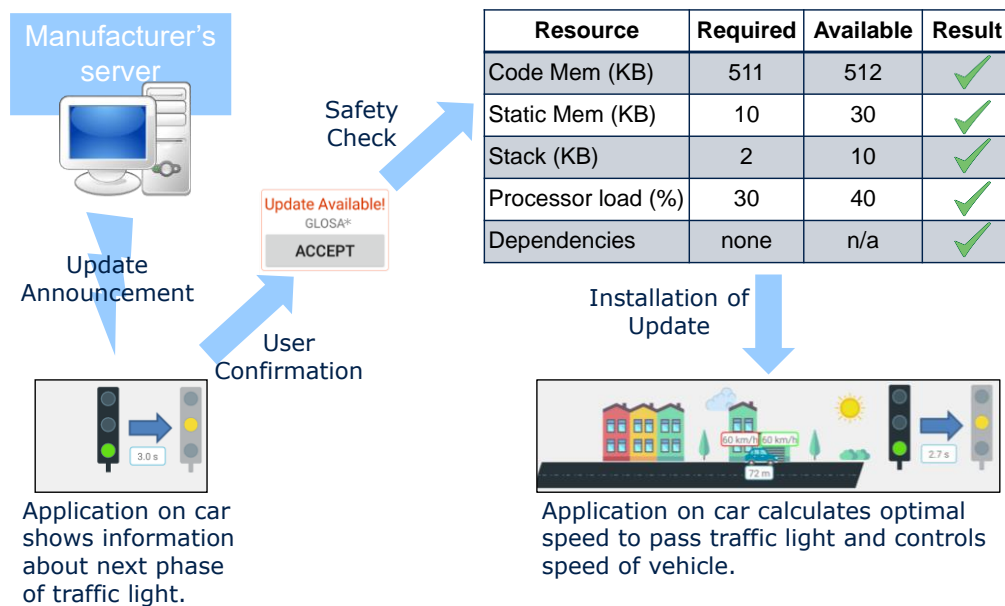 Manufacturer's
server
Update
Announcement
3.0 s
Application on car
shows information
about next phase
of traffic light.
User
Confirmation
Update Available!
GLOSA*
ACCEPT
Safety
Check
Resource Required Available Result
Code Mem (KB) 511 512
Static Mem (KB) 10 30
Stack (KB) 2 10
Processor load (%) 30 40
Dependencies none n/a
Installation of
Update
60 km/h 60 km/h
72 m
2.7 s
Application on car calculates optimal
speed to pass traffic light and controls
speed of vehicle.